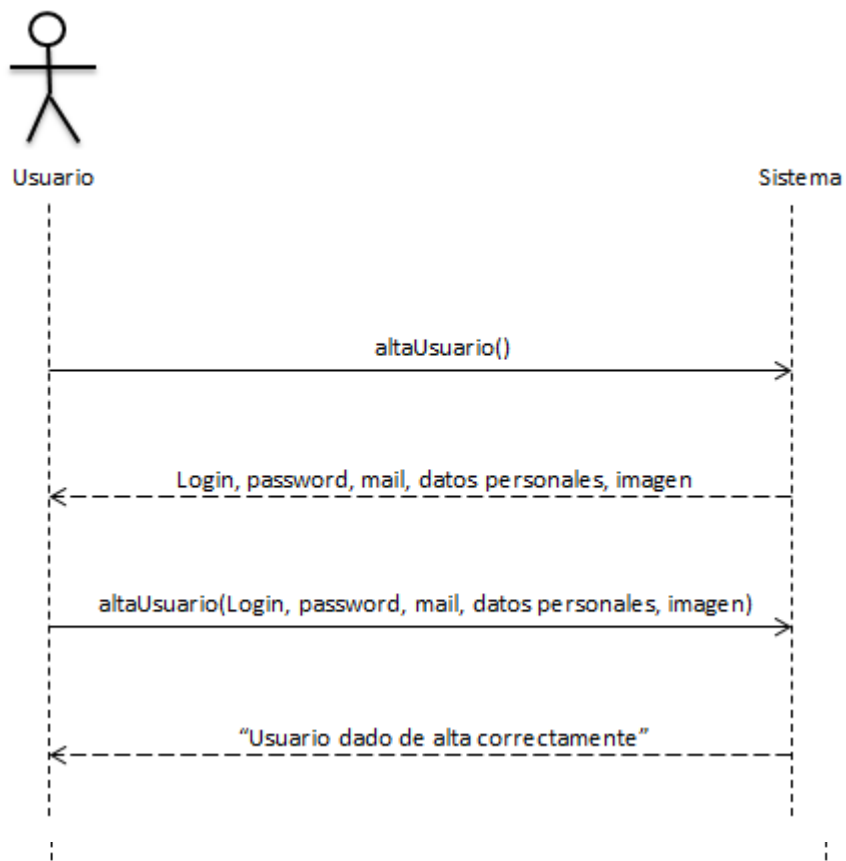 Usuario
Sistema
altaUsuario()
Login, password, mail, datos personales, imagen
altaUsuario(Login, password, mail, datos personales, imagen)
“Usuario dado de alta correctamente”